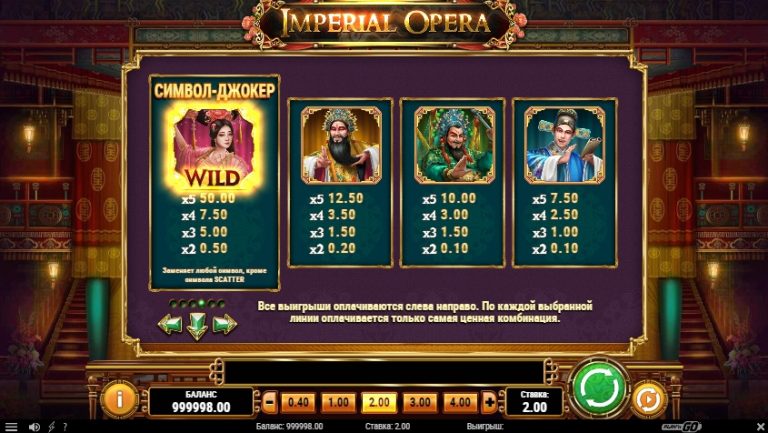 IMPERIAL OPERA
СИМВОЛ-ДЖОКЕР
WILD
x5 50.00
x4 7.50
x3 5.00
x2 0.50
Заменяет любой символ, кроме
символа SCATTER
x5 12.50
x4 3.50
x3 1.50
x2 0.20
x5 10.00
x4 3.00
x3 1.50
x2 0.10
x5 7.50
x4 2.50
x3 1.00
x2 0.10
Все выигрыши оплачиваются слева направо. По каждой выбранной
линии оплачивается только самая ценная комбинация.
БАЛАНС
999998.00
- 0.40 1.00 2.00 3.00 4.00 +
Ставка:
2.00
Баланс: 999998.00 Ставка: 2.00 Выигрыш:
PLAY'N GO